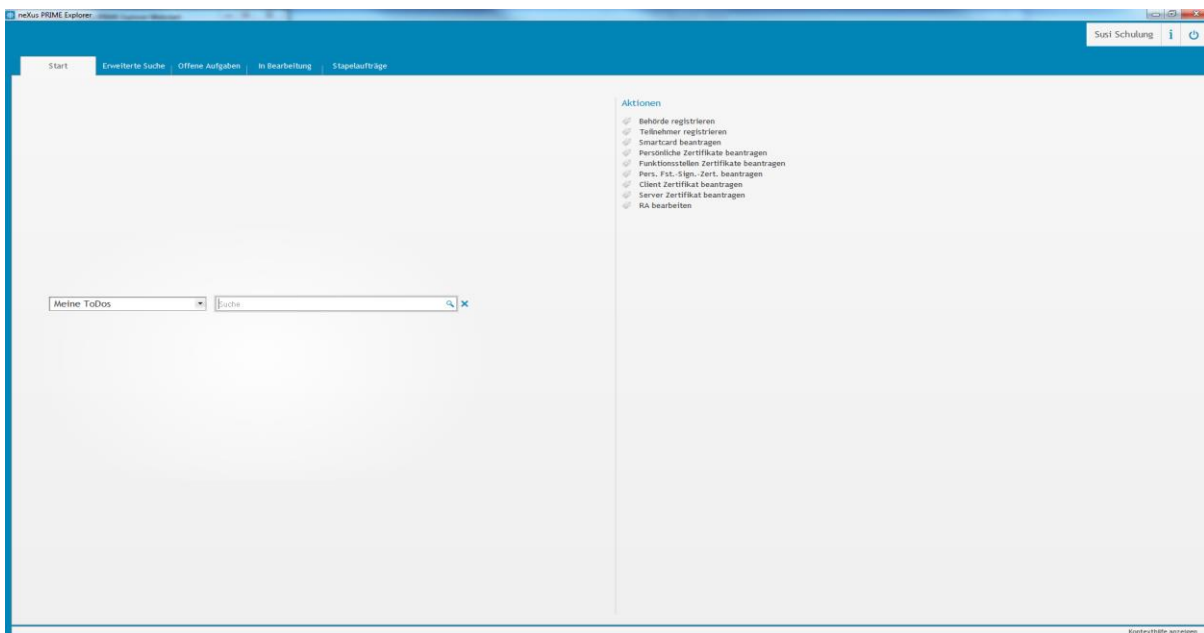 neXus PRIME Explorer
Susi Schulung
Start
Erweiterte Suche
Offene Aufgaben
In Bearbeitung
Stapelaufträge
Aktionen
Behörde registrieren
Teilnehmer registrieren
Smartcard beantragen
Persönliche Zertifikate beantragen
Funktionsstellen Zertifikate beantragen
Pers. Fst.-Sign.-Zert. beantragen
Client Zertifikat beantragen
Server Zertifikat beantragen
RA bearbeiten
Meine ToDos
Suche
Kontexthilfe anzeigen